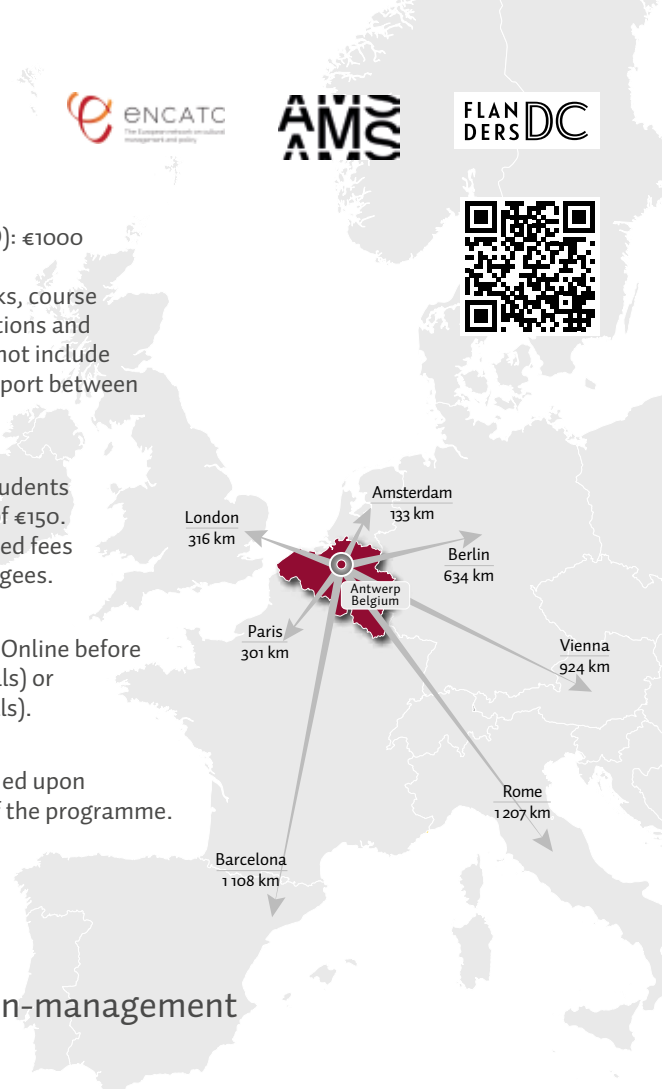 encatc
The European network on cultural
management and policy
AMS
AMS
AMS
FLAN
DERS DC
): €1000
ks, course
tions and
not include
port between
udents
f €150.
ed fees
gees.
Online before
ls) or
ls).
ed upon
f the programme.
Amsterdam
133 km
London
316 km
Berlin
634 km
Antwerp
Belgium
Paris
301 km
Vienna
924 km
Rome
1 207 km
Barcelona
1 108 km
n-management